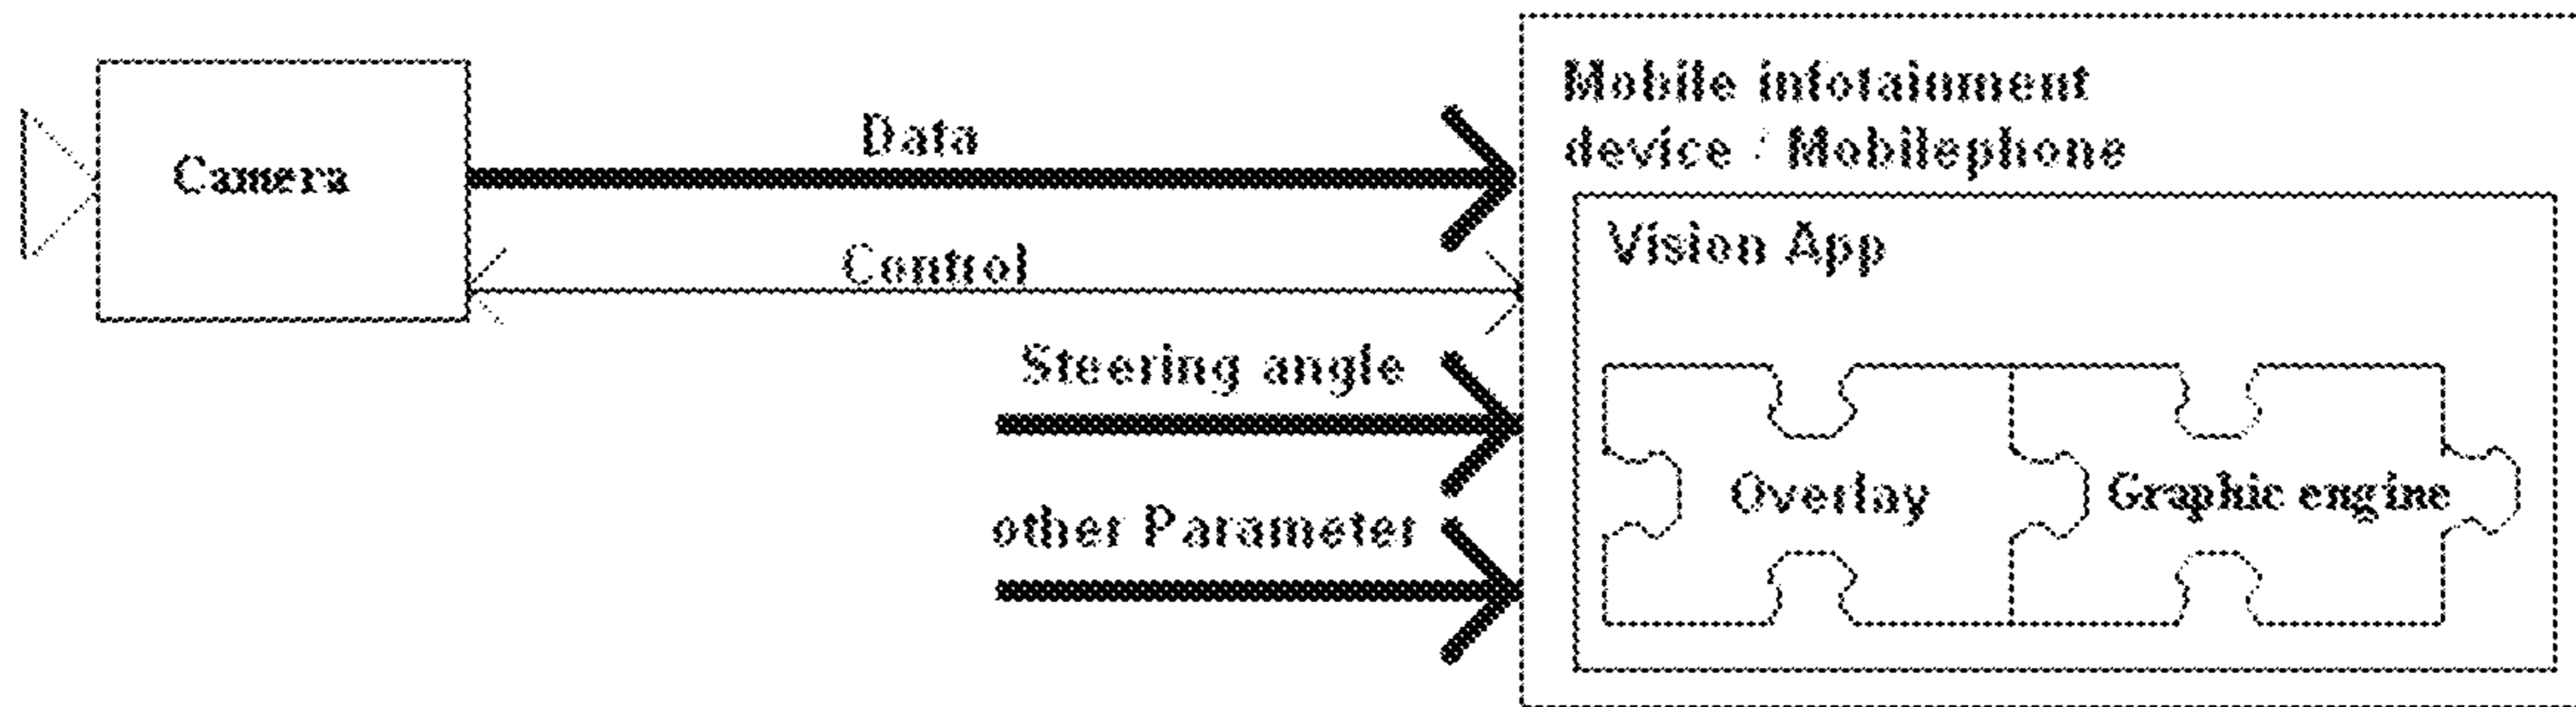 Camera
Data
Control
Steering angle
other Parameter
Mobile infotainment
device / Mobilephone
Vision App
Overlay
Graphic engine